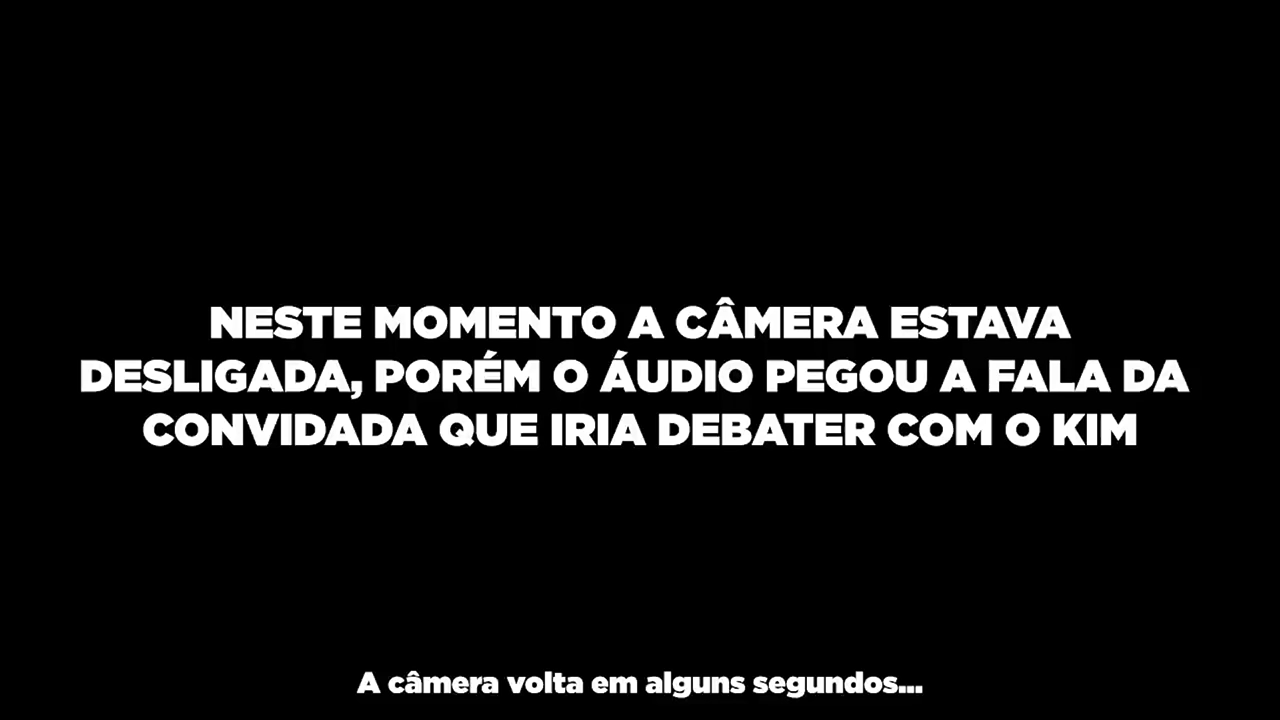 NESTE MOMENTO A CÂMERA ESTAVA
DESLIGADA, PORÉM O ÁUDIO PEGOU A FALA DA
CONVIDADA QUE IRIA DEBATER COM O KIM
A câmera volta em alguns segundos...